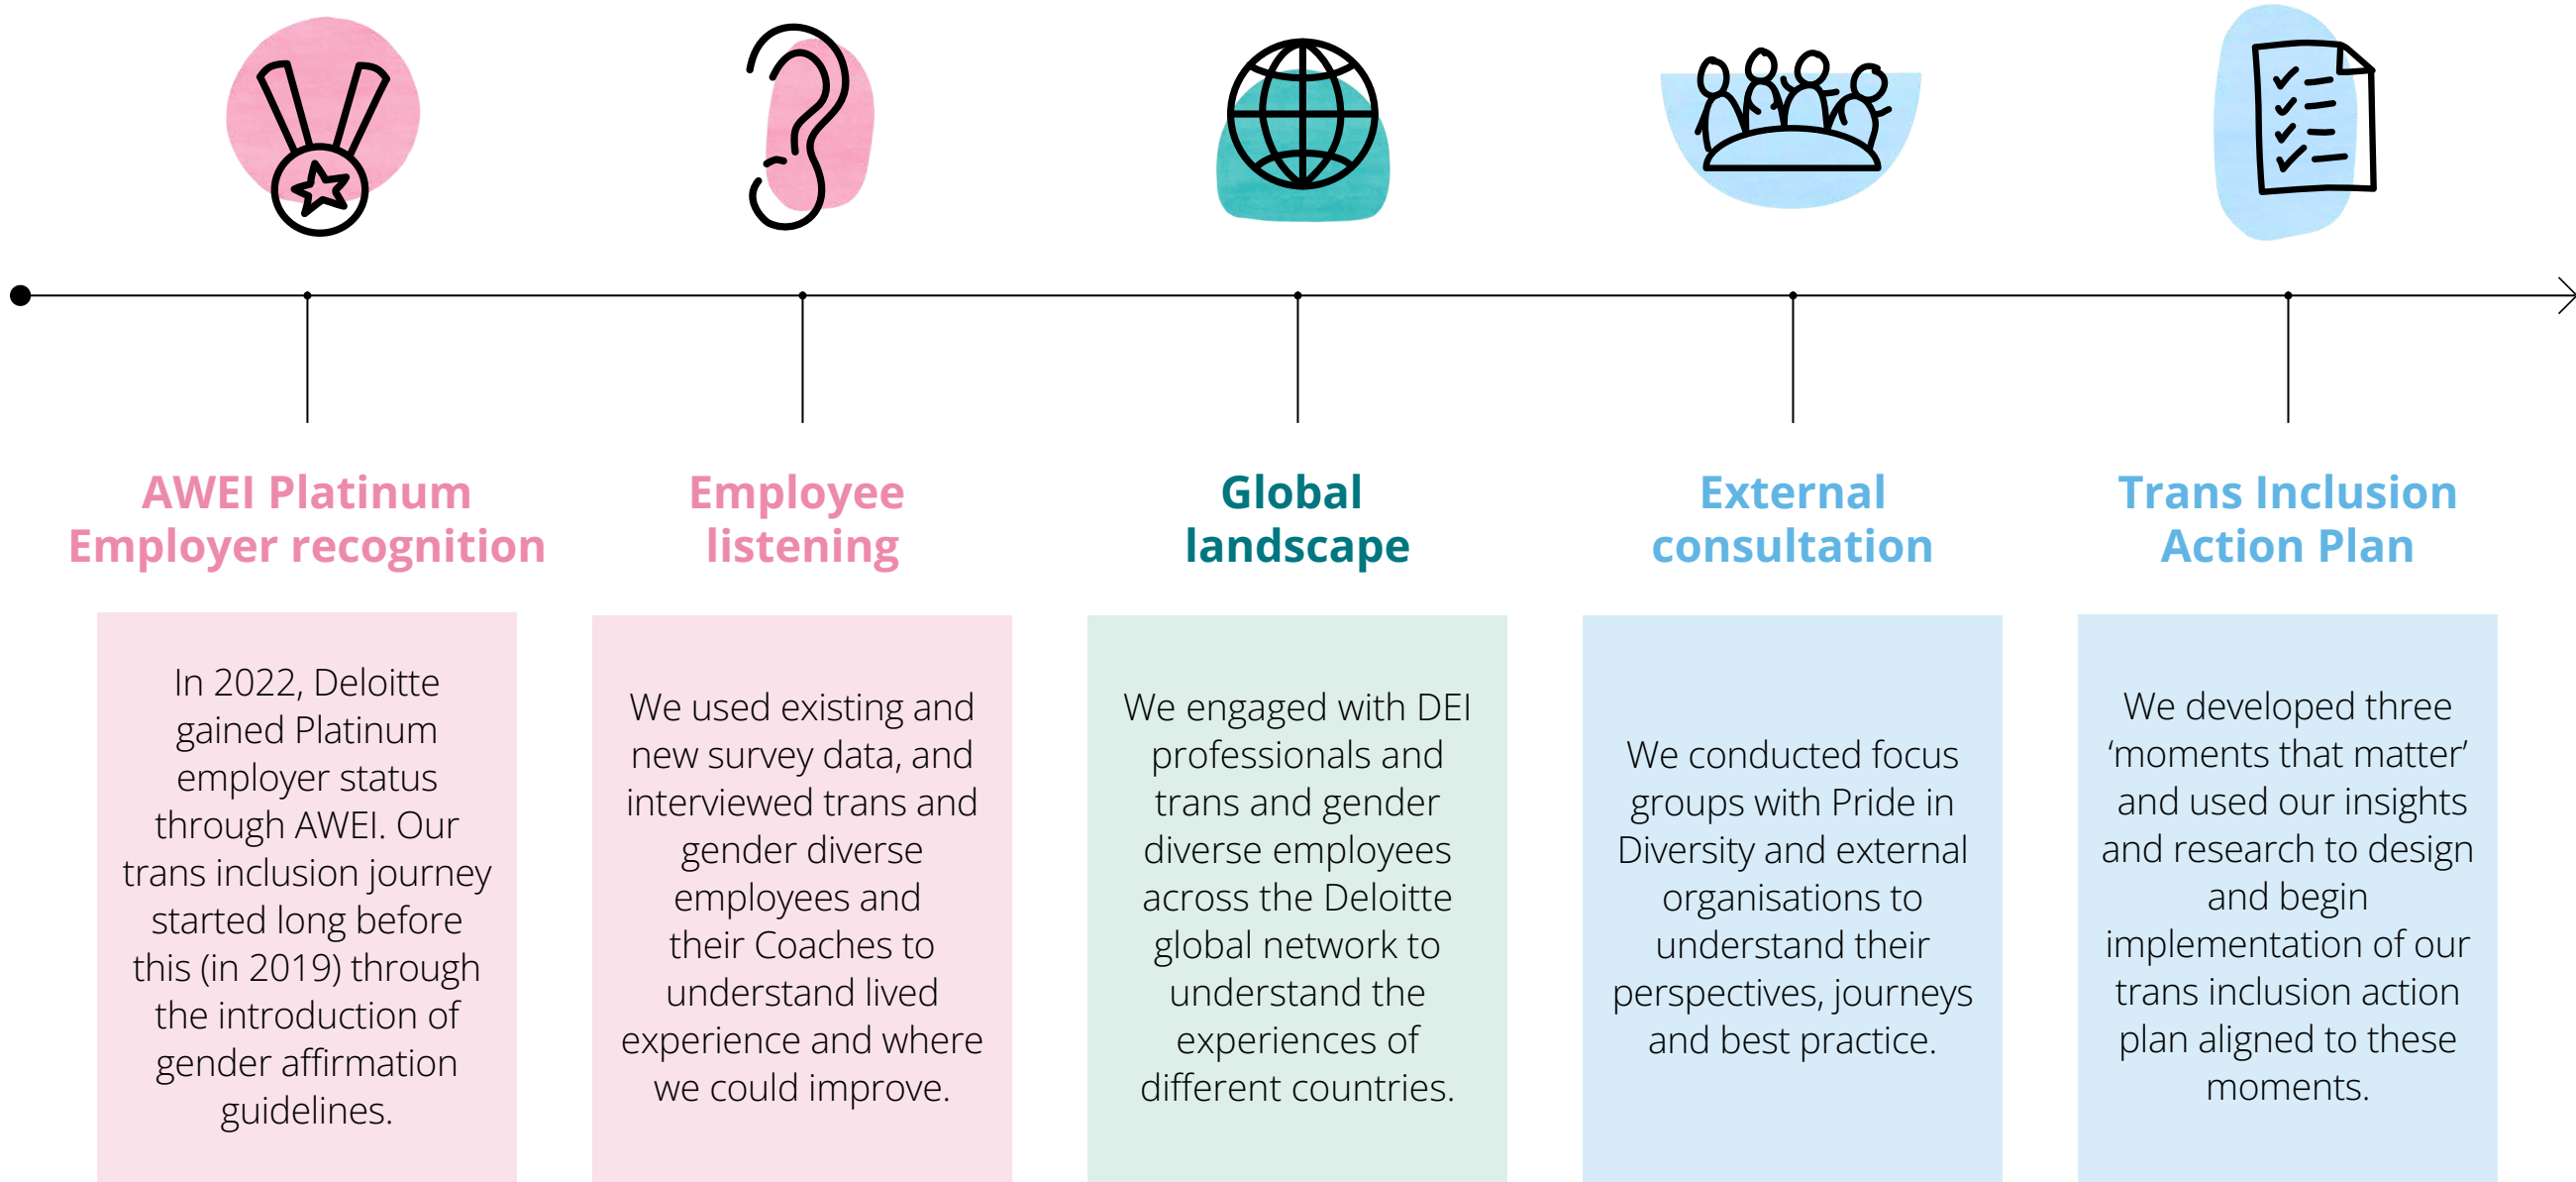 AWEI Platinum
Employer recognition
In 2022, Deloitte
gained Platinum
employer status
through AWEI. Our
trans inclusion journey
started long before
this (in 2019) through
the introduction of
gender affirmation
guidelines.
Employee
listening
We used existing and
new survey data, and
interviewed trans and
gender diverse
employees and
their Coaches to
understand lived
experience and where
we could improve.
Global
landscape
We engaged with DEI
professionals and
trans and gender
diverse employees
across the Deloitte
global network to
understand the
experiences of
different countries.
External
consultation
We conducted focus
groups with Pride in
Diversity and external
organisations to
understand their
perspectives, journeys
and best practice.
Trans Inclusion
Action Plan
We developed three
‘moments that matter’
and used our insights
and research to design
and begin
implementation of our
trans inclusion action
plan aligned to these
moments.